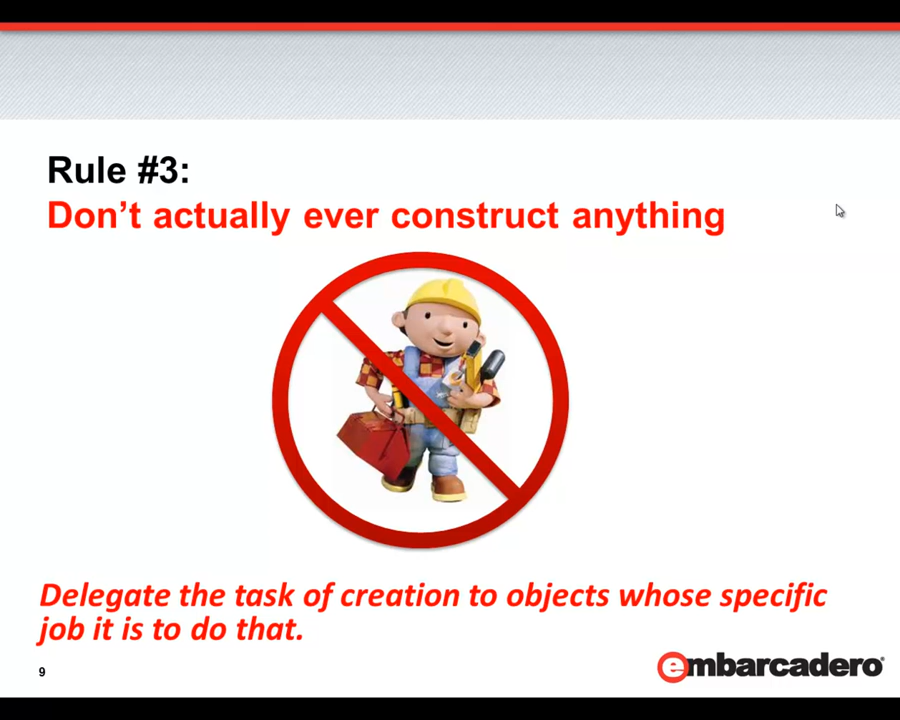 Rule #3:
Don't actually ever construct anything
Delegate the task of creation to objects whose specific
job it is to do that.
9
embarcadero®